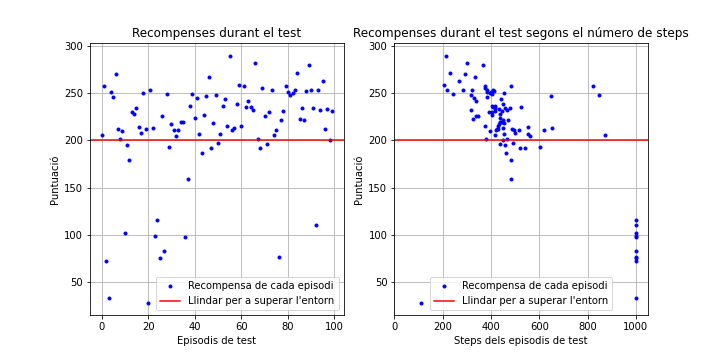 Recompenses durant el test
300
250
200
150
100
50
Puntuació
0
20
40
60
80
100
Episodis de test
Recompensa de cada episodi
Llindar per a superar l'entorn
Recompenses durant el test segons el número de steps
300
250
200
150
100
50
Puntuació
0
200
400
600
800
1000
Steps dels episodis de test
Recompensa de cada episodi
Llindar per a superar l'entorn